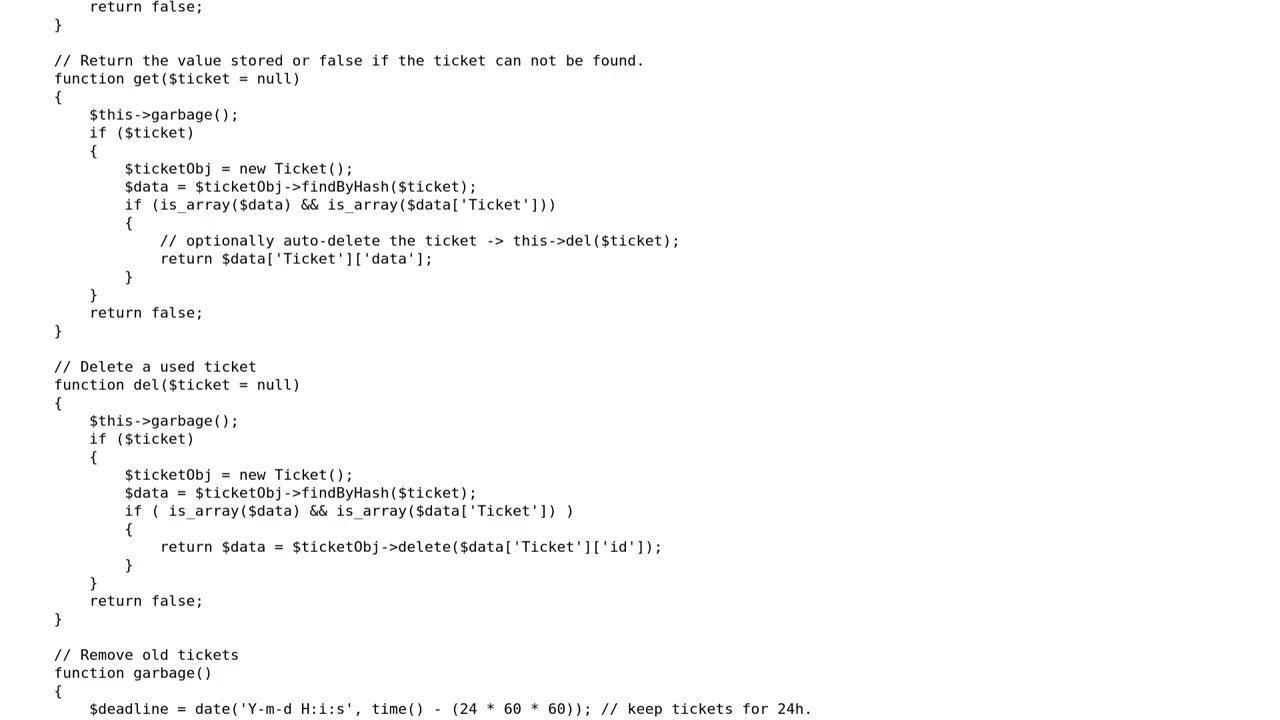 return false;
    }

    // Return the value stored or false if the ticket can not be found.
    function get($ticket = null)
    {
        $this->garbage();
        if ($ticket)
        {
            $ticketObj = new Ticket();
            $data = $ticketObj->findByHash($ticket);
            if (is_array($data) && is_array($data['Ticket']))
            {
                // optionally auto-delete the ticket -> this->del($ticket);
                return $data['Ticket']['data'];
            }
        }
        return false;
    }

    // Delete a used ticket
    function del($ticket = null)
    {
        $this->garbage();
        if ($ticket)
        {
            $ticketObj = new Ticket();
            $data = $ticketObj->findByHash($ticket);
            if ( is_array($data) && is_array($data['Ticket']) )
            {
                return $data = $ticketObj->delete($data['Ticket']['id']);
            }
        }
        return false;
    }

    // Remove old tickets
    function garbage()
    {
        $deadline = date('Y-m-d H:i:s', time() - (24 * 60 * 60)); // keep tickets for 24h.